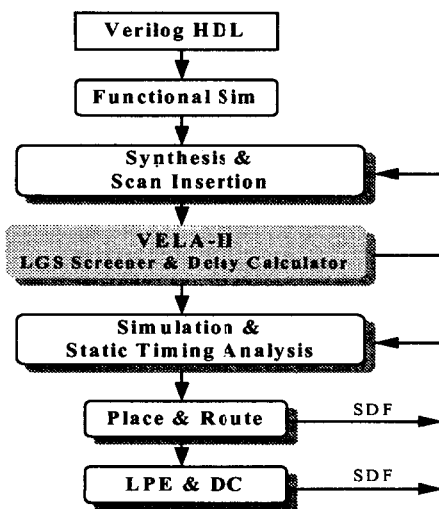 Verilog HDL
Functional Sim
Synthesis &
Scan Insertion
VELA-II
LGS Screener & Delay Calculator
Simulation &
Static Timing Analysis
Place & Route
SDF
LPE & DC
SDF